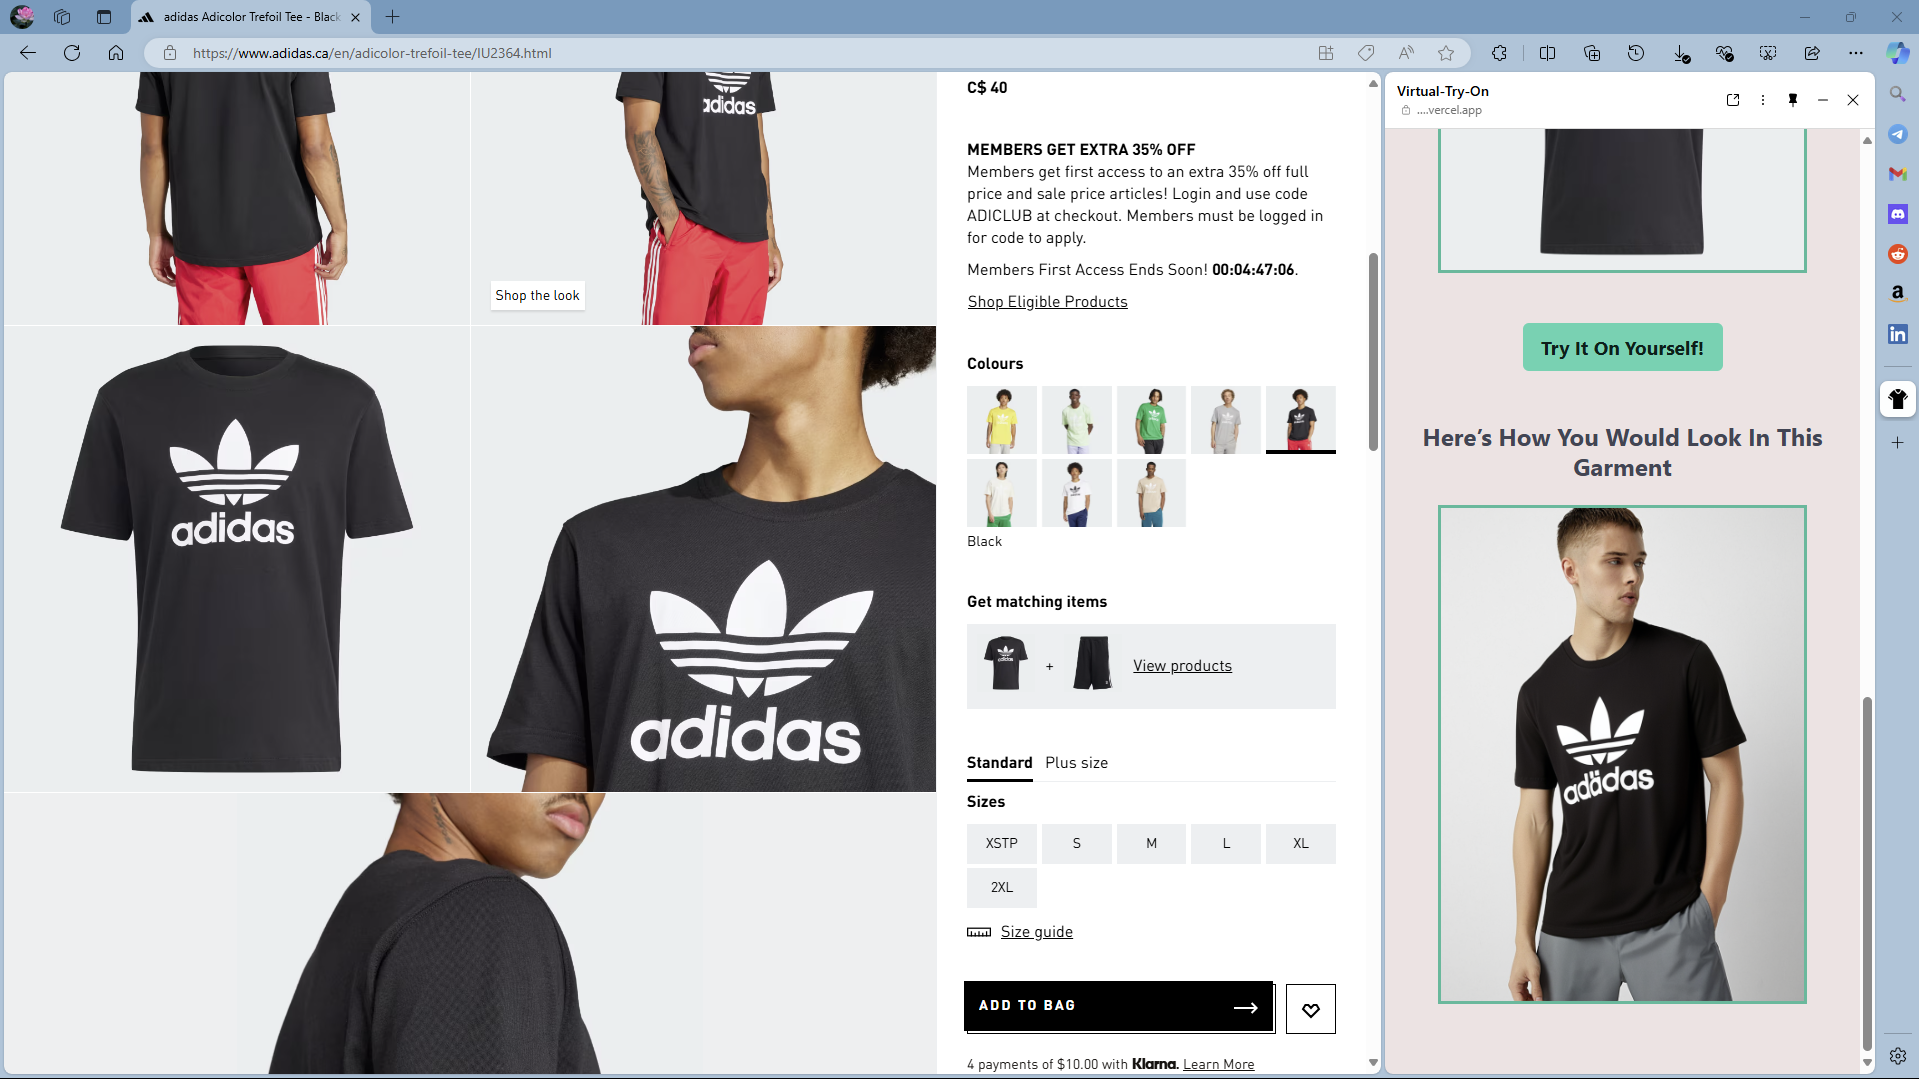 adidas Adicolor Trefoil Tee - Black
https://www.adidas.ca/en/adicolor-trefoil-tee/IU2364.html
adidas
Shop the look
adidas
adidas
C$ 40
MEMBERS GET EXTRA 35% OFF
Members get first access to an extra 35% off full
price and sale price articles! Login and use code
ADICLUB at checkout. Members must be logged in
for code to apply.
Members First Access Ends Soon! 00:04:47:06.
Shop Eligible Products
Colours
Black
Get matching items
+
View products
Standard Plus size
Sizes
XSTP S M L XL
2XL
Size guide
ADD TO BAG
4 payments of $10.00 with Klarna. Learn More
Virtual-Try-On
....vercel.app
Try It On Yourself!
Here's How You Would Look In This
Garment
adädas